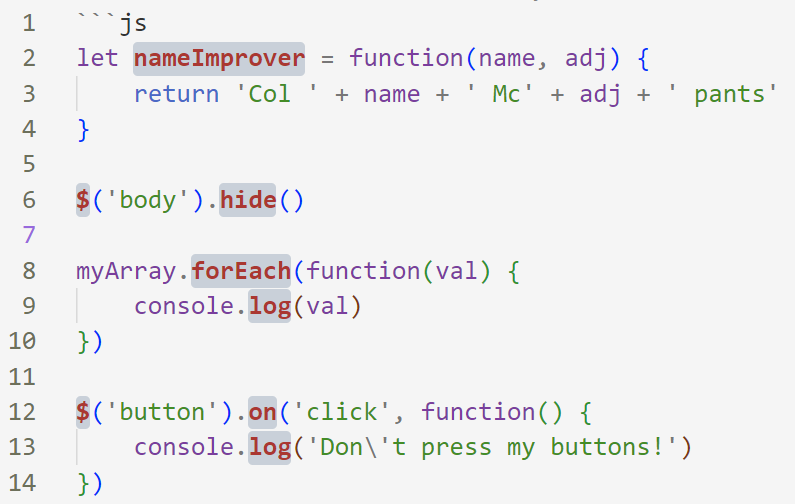 1 ```js
2 let nameImprover = function(name, adj) {
3     return 'Col ' + name + ' Mc' + adj + ' pants'
4 }
5
6 $('body').hide()
7
8 myArray.forEach(function(val) {
9     console.log(val)
10 })
11
12 $('button').on('click', function() {
13     console.log('Don\'t press my buttons!')
14 })